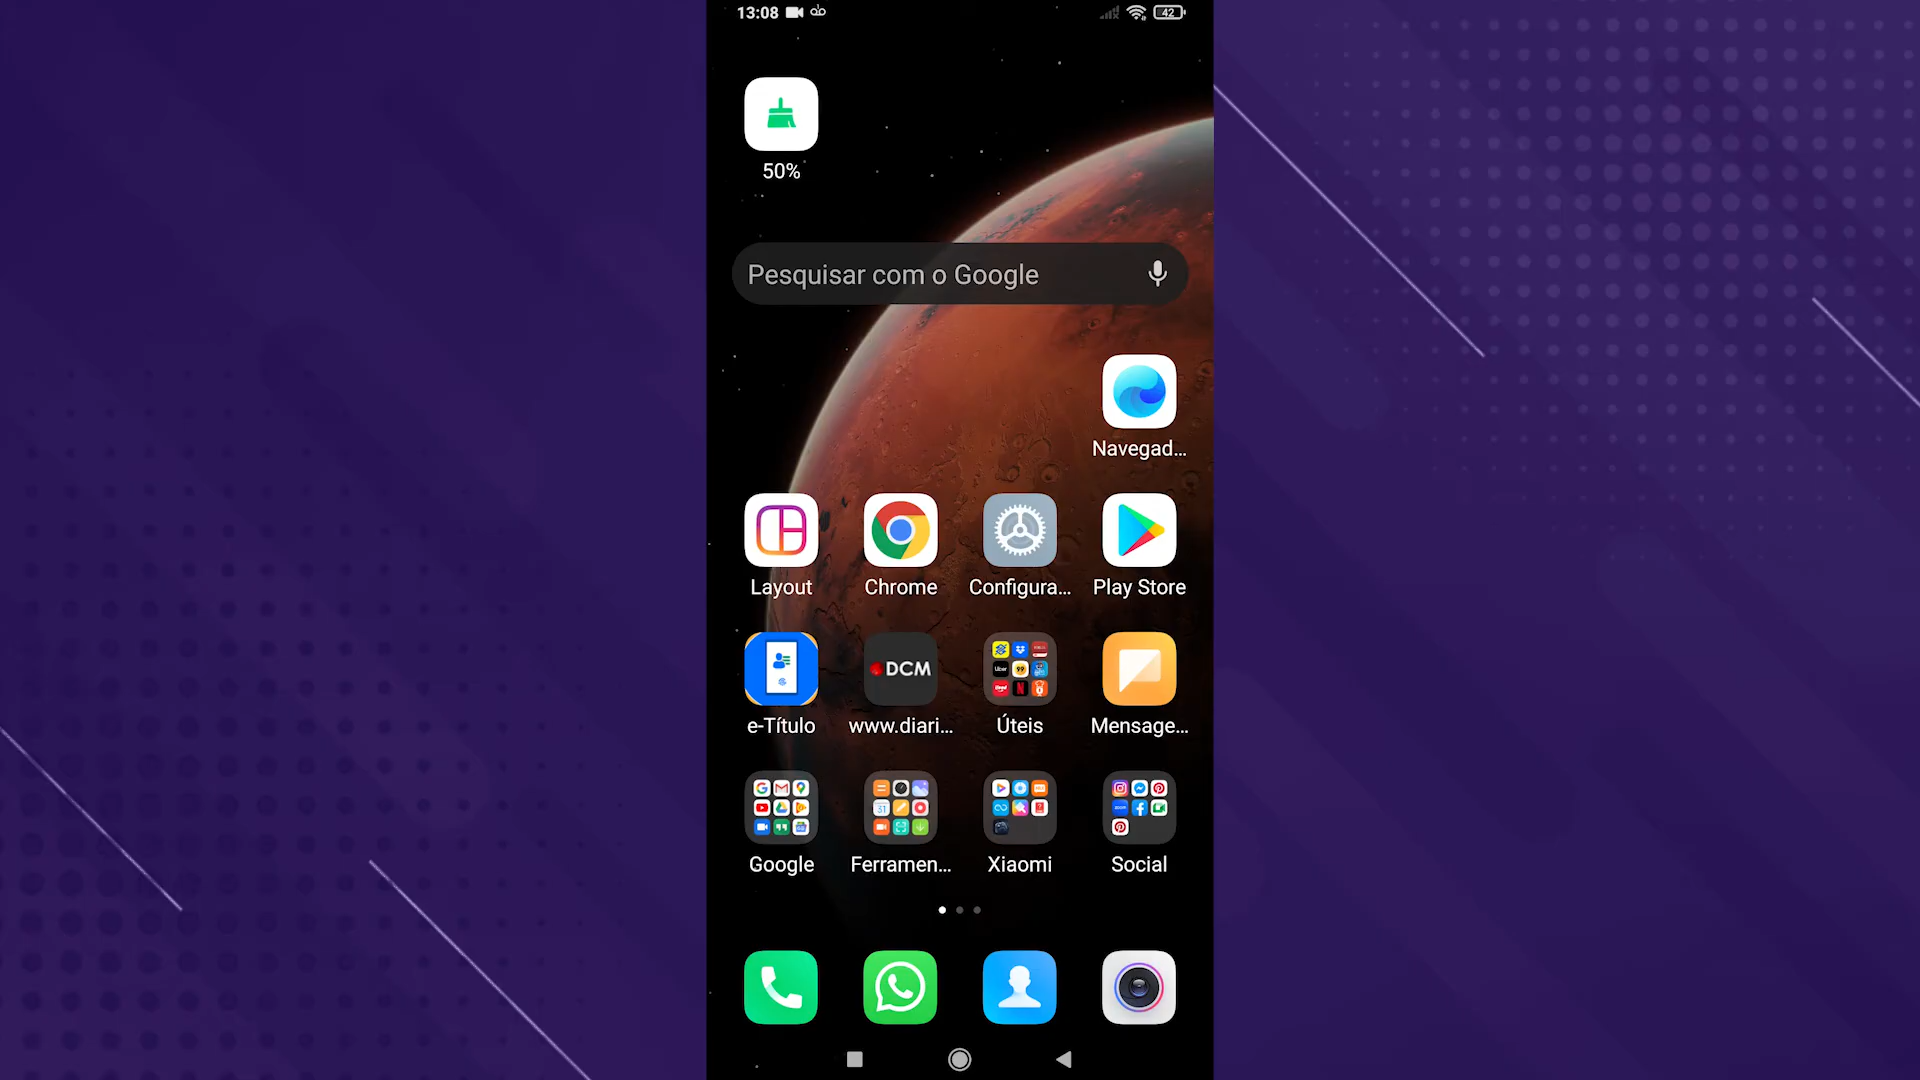 13:08
42
50%
Pesquisar com o Google
Navegad...
Layout
Chrome
Configura...
Play Store
DCM
e-Título
www.diari...
Úteis
Mensage...
Google
Ferramen...
Xiaomi
Social